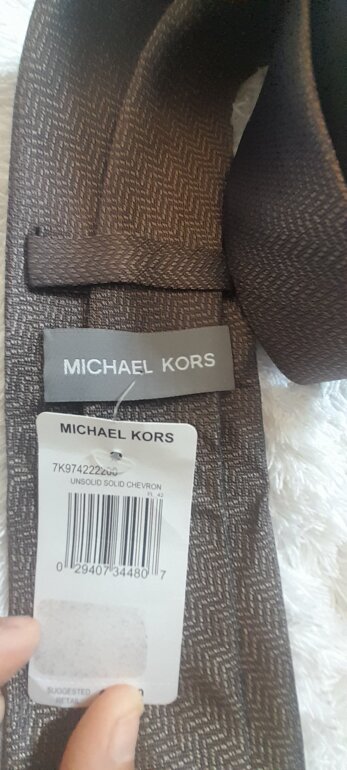 MICHAEL KORS
MICHAEL KORS
UNSOLID SOLID CHEVRON
0 29407 34480 7
SUGGESTED
RETAIL